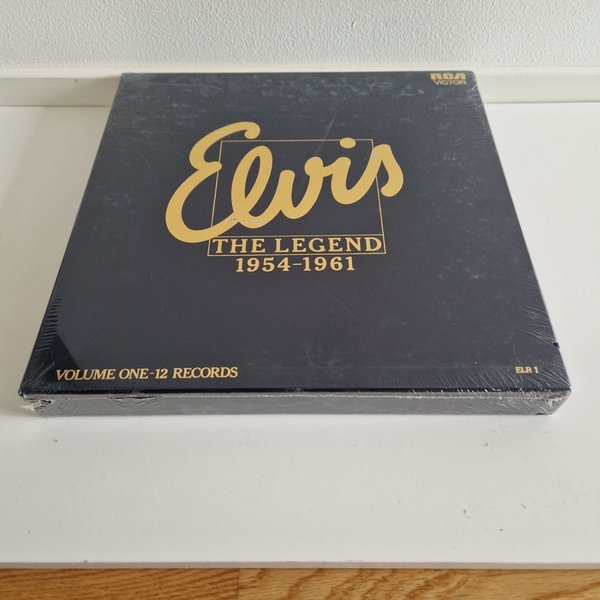 RCA
VICTOR
Elvis
THE LEGEND
1954-1961
VOLUME ONE-12 RECORDS
ELR 1